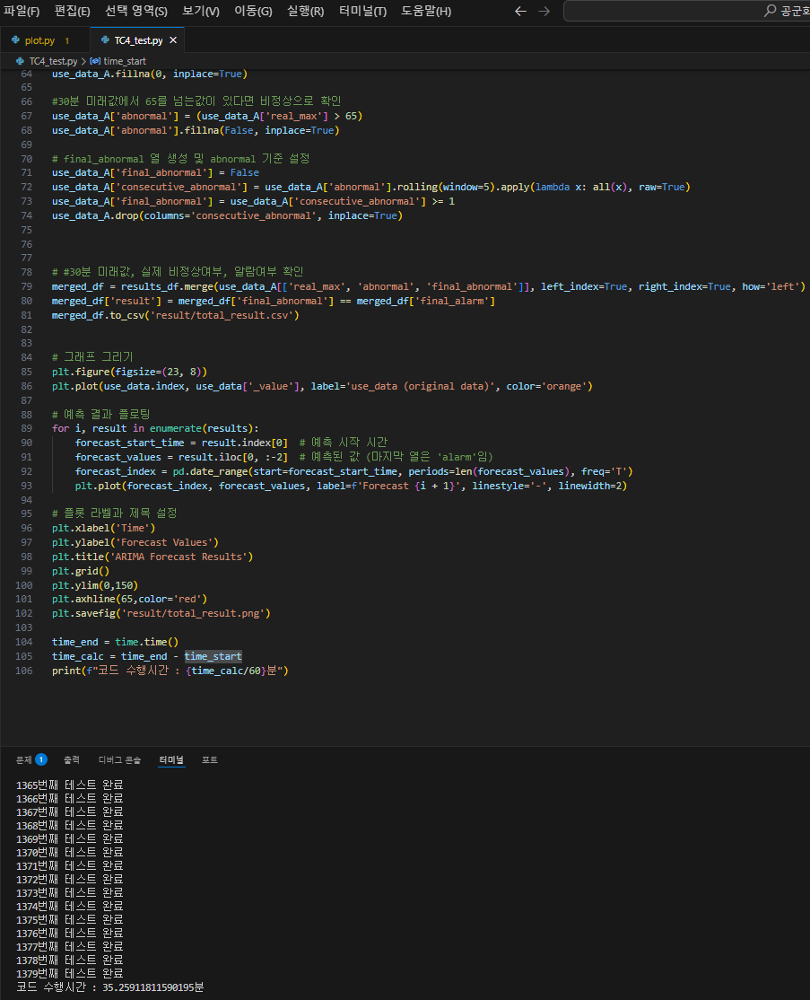 파일(F) 편집(E) 선택 영역(S) 보기(V) 이동(G) 실행(R) 터미널(T) 도움말(H) 공군화
plot.py 1 TC4_test.py
TC4_test.py > time_start
64 use_data_A.fillna(0, inplace=True)
65
66 #30분 미래값에서 65를 넘는값이 있다면 비정상으로 확인
67 use_data_A['abnormal'] = (use_data_A['real_max'] > 65)
68 use_data_A['abnormal'].fillna(False, inplace=True)
69
70 # final_abnormal 열 생성 및 abnormal 기준 설정
71 use_data_A['final_abnormal'] = False
72 use_data_A['consecutive_abnormal'] = use_data_A['abnormal'].rolling(window=5).apply(lambda x: all(x), raw=True)
73 use_data_A['final_abnormal'] = use_data_A['consecutive_abnormal'] >= 1
74 use_data_A.drop(columns='consecutive_abnormal', inplace=True)
75
76
77
78 # #30분 미래값, 실제 비정상여부, 알람여부 확인
79 merged_df = results_df.merge(use_data_A[['real_max', 'abnormal', 'final_abnormal']], left_index=True, right_index=True, how='left')
80 merged_df['result'] = merged_df['final_abnormal'] == merged_df['final_alarm']
81 merged_df.to_csv('result/total_result.csv')
82
83
84 # 그래프 그리기
85 plt.figure(figsize=(23, 8))
86 plt.plot(use_data.index, use_data['_value'], label='use_data (original data)', color='orange')
87
88 # 예측 결과 플로팅
89 for i, result in enumerate(results):
90 forecast_start_time = result.index[0] # 예측 시작 시간
91 forecast_values = result.iloc[0, :-2] # 예측된 값 (마지막 열은 'alarm'임)
92 forecast_index = pd.date_range(start=forecast_start_time, periods=len(forecast_values), freq='T')
93 plt.plot(forecast_index, forecast_values, label=f'Forecast {i + 1}', linestyle='-', linewidth=2)
94
95 # 플롯 라벨과 제목 설정
96 plt.xlabel('Time')
97 plt.ylabel('Forecast Values')
98 plt.title('ARIMA Forecast Results')
99 plt.grid()
100 plt.ylim(0,150)
101 plt.axhline(65,color='red')
102 plt.savefig('result/total_result.png')
103
104 time_end = time.time()
105 time_calc = time_end - time_start
106 print(f"코드 수행시간 : {time_calc/60}분")
문제 1 출력 디버그 콘솔 터미널 포트
1365번째 테스트 완료
1366번째 테스트 완료
1367번째 테스트 완료
1368번째 테스트 완료
1369번째 테스트 완료
1370번째 테스트 완료
1371번째 테스트 완료
1372번째 테스트 완료
1373번째 테스트 완료
1374번째 테스트 완료
1375번째 테스트 완료
1376번째 테스트 완료
1377번째 테스트 완료
1378번째 테스트 완료
1379번째 테스트 완료
코드 수행시간 : 35.25911811590195분